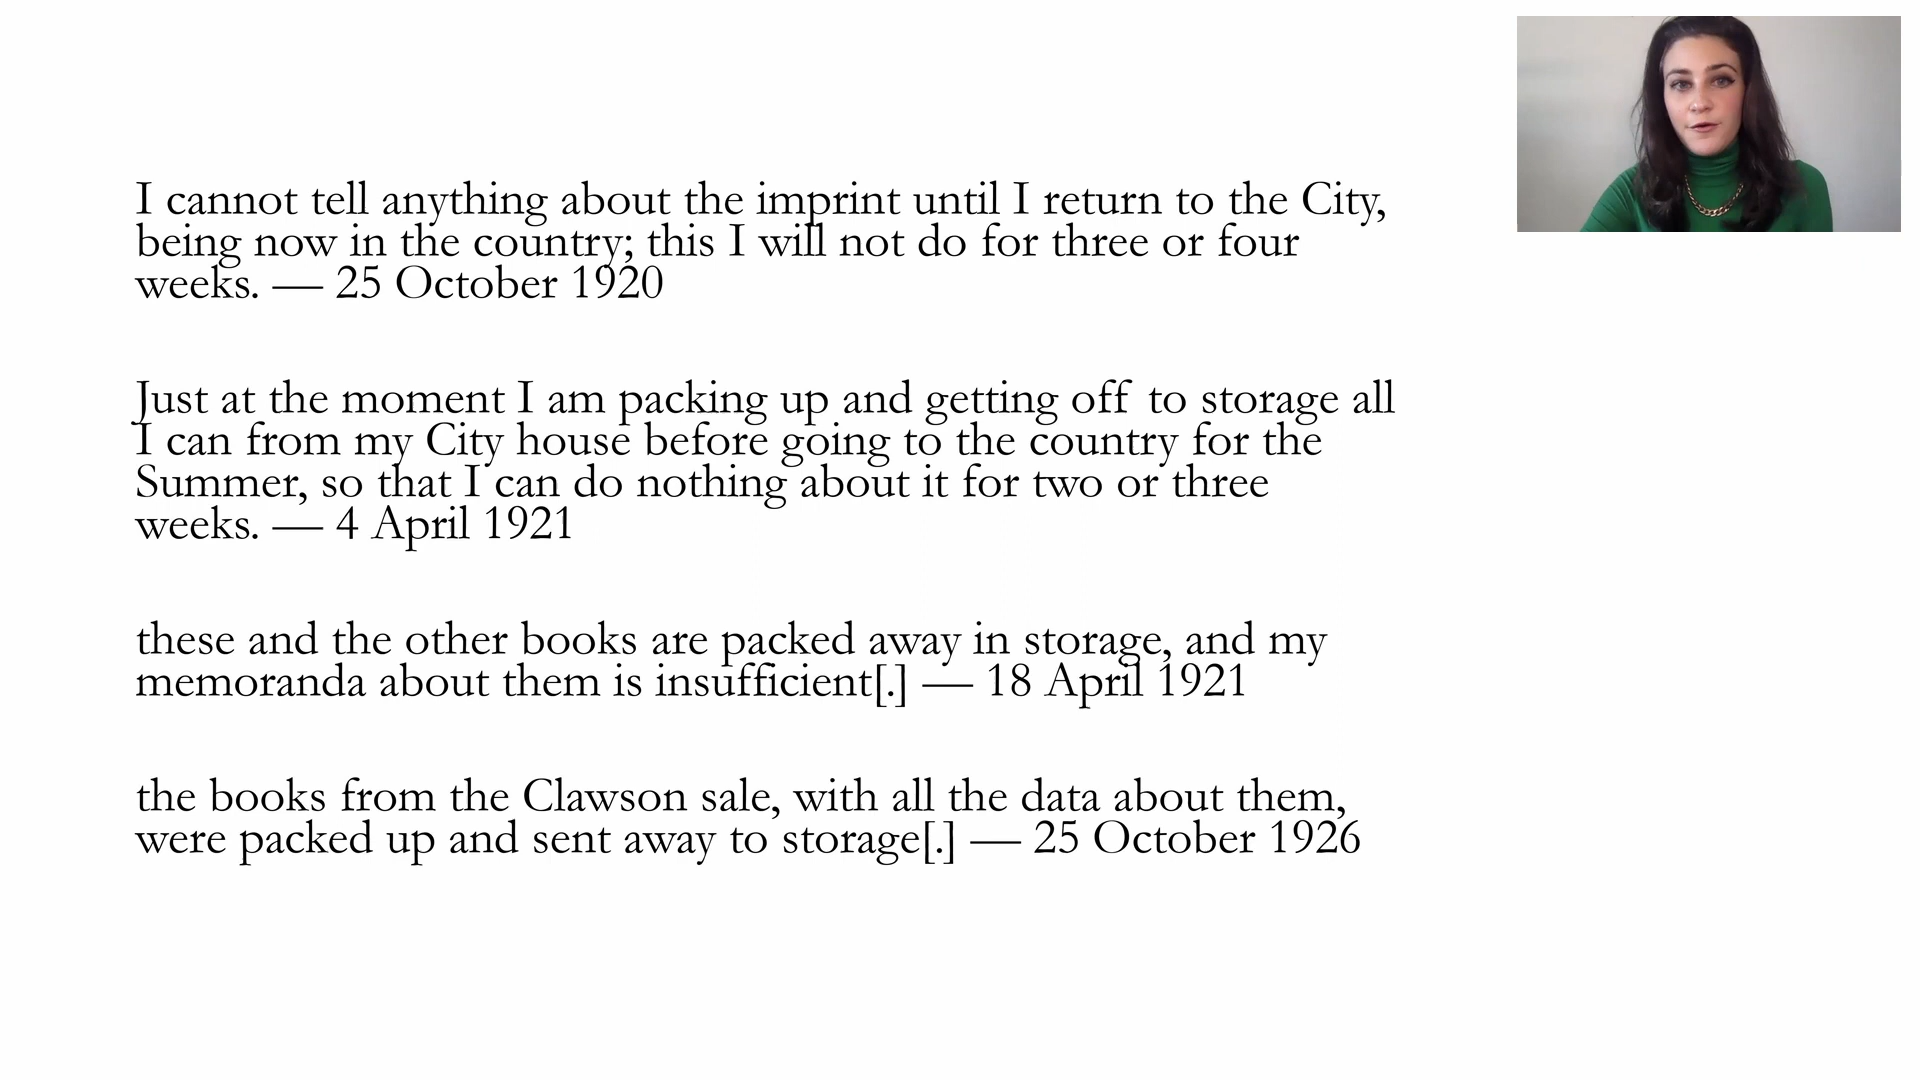 I cannot tell anything about the imprint until I return to the City,
being now in the country; this I will not do for three or four
weeks. — 25 October 1920
Just at the moment I am packing up and getting off to storage all
I can from my City house before going to the country for the
Summer, so that I can do nothing about it for two or three
weeks. — 4 April 1921
these and the other books are packed away in storage, and my
memoranda about them is insufficient[.] — 18 April 1921
the books from the Clawson sale, with all the data about them,
were packed up and sent away to storage[.] — 25 October 1926